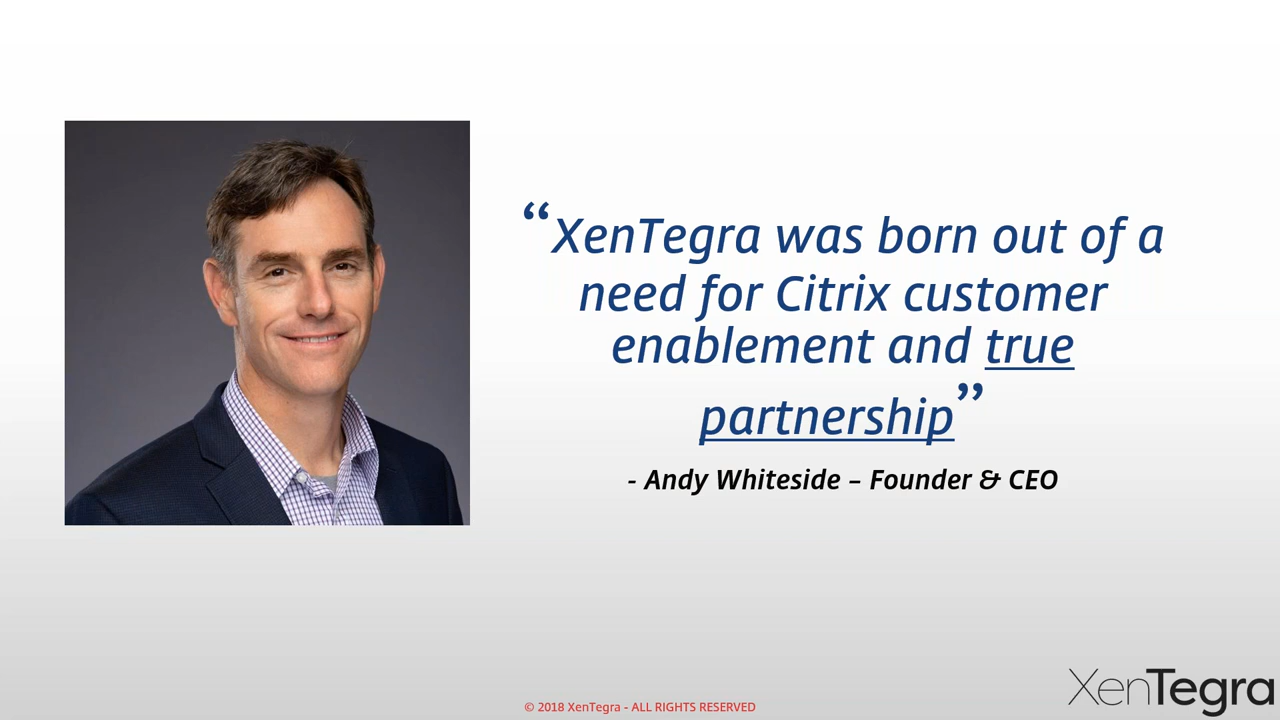 “XenTegra was born out of a
need for Citrix customer
enablement and true
partnership”
- Andy Whiteside – Founder & CEO
© 2018 XenTegra - ALL RIGHTS RESERVED
XenTegra